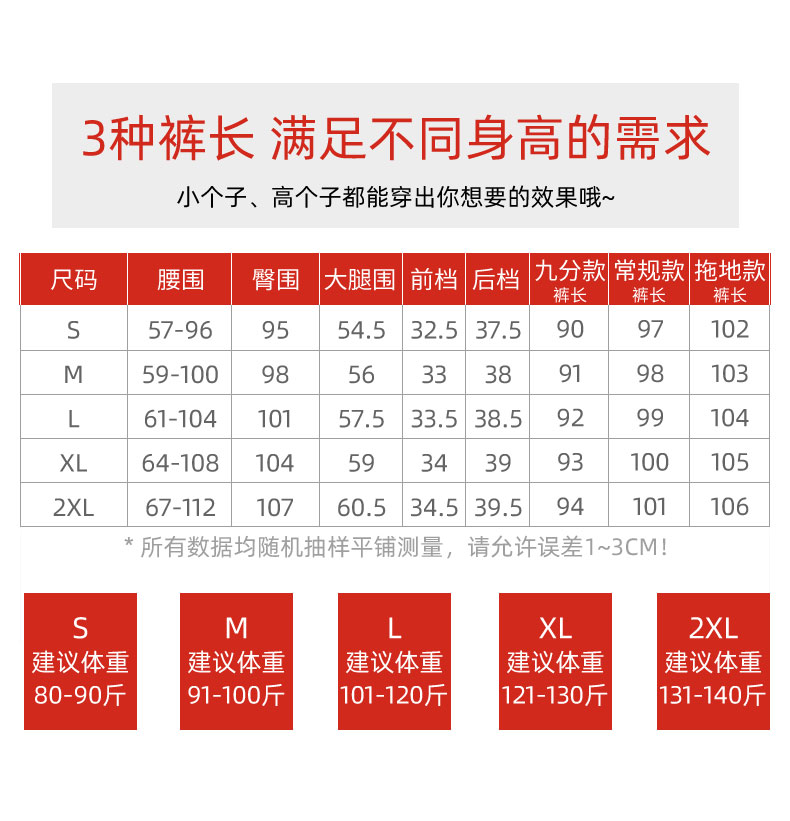 3种裤长 满足不同身高的需求
小个子、高个子都能穿出你想要的效果哦~
尺码 腰围 臀围 大腿围 前档 后档 九分款裤长 常规款裤长 拖地款裤长
S 57-96 95 54.5 32.5 37.5 90 97 102
M 59-100 98 56 33 38 91 98 103
L 61-104 101 57.5 33.5 38.5 92 99 104
XL 64-108 104 59 34 39 93 100 105
2XL 67-112 107 60.5 34.5 39.5 94 101 106
* 所有数据均随机抽样平铺测量，请允许误差1~3CM！
S
建议体重
80-90斤
M
建议体重
91-100斤
L
建议体重
101-120斤
XL
建议体重
121-130斤
2XL
建议体重
131-140斤